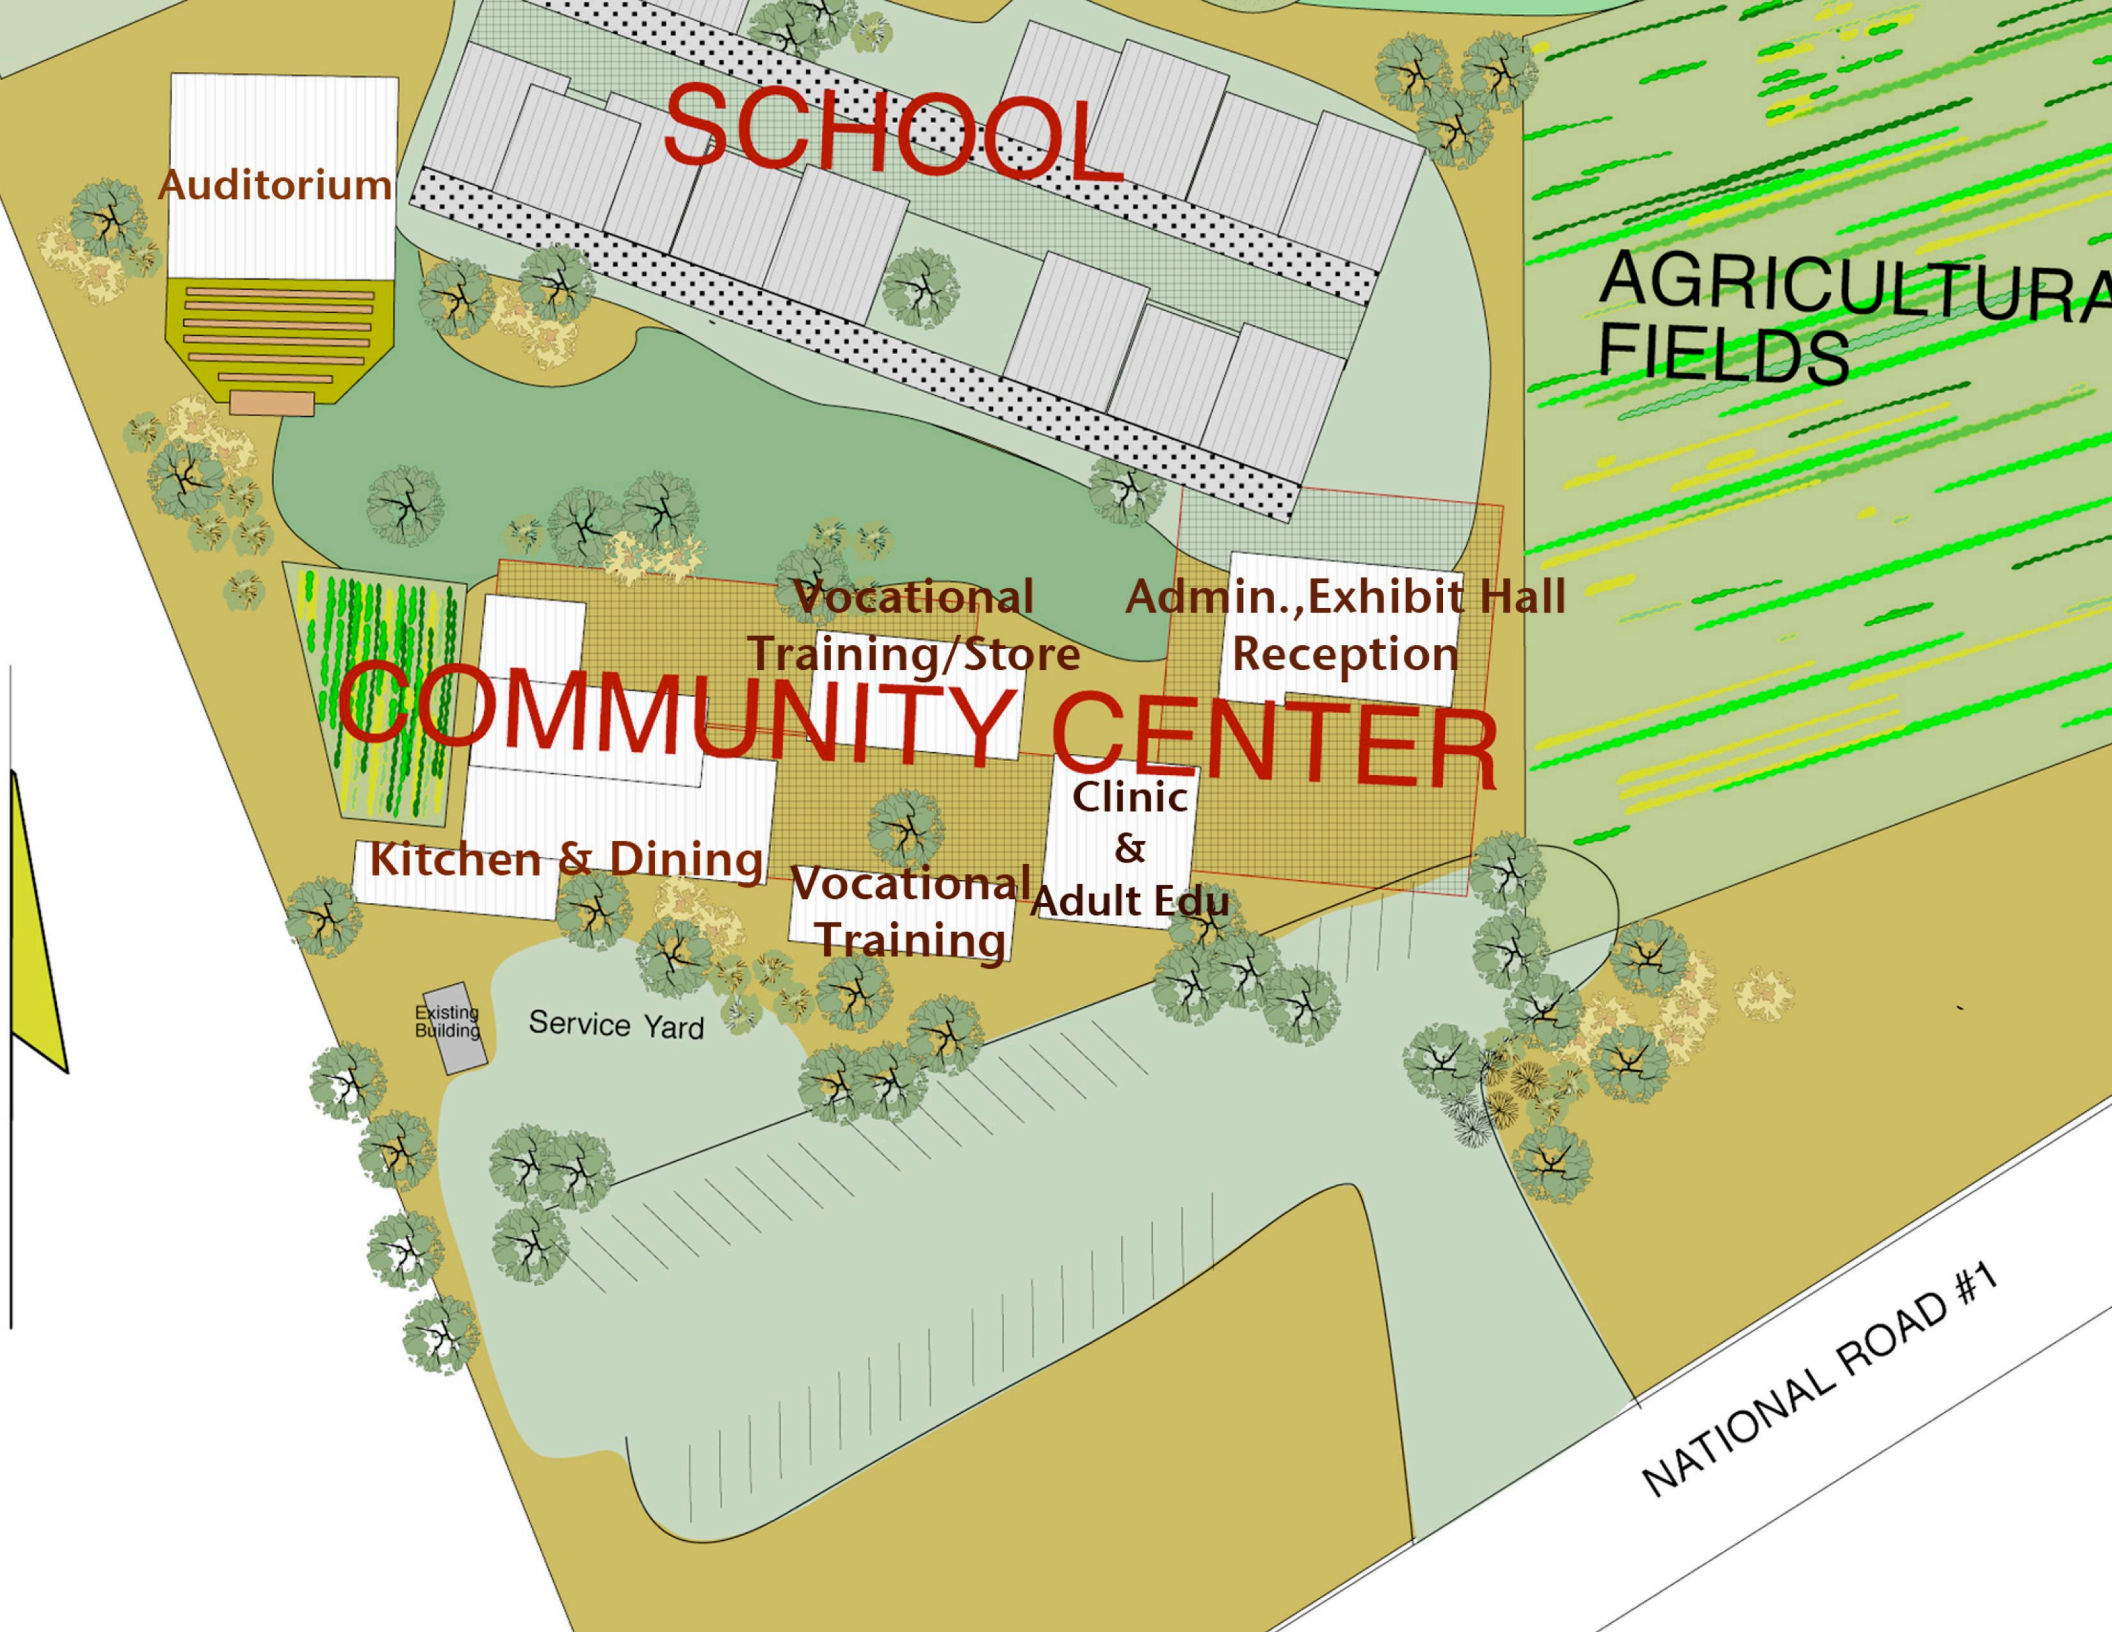 SCHOOL
Auditorium
AGRICULTURA
FIELDS
Vocational
Training/Store
Admin.,Exhibit Hall
Reception
COMMUNITY CENTER
Clinic
&
Adult Edu
Kitchen & Dining
Vocational
Training
Existing
Building
Service Yard
NATIONAL ROAD #1